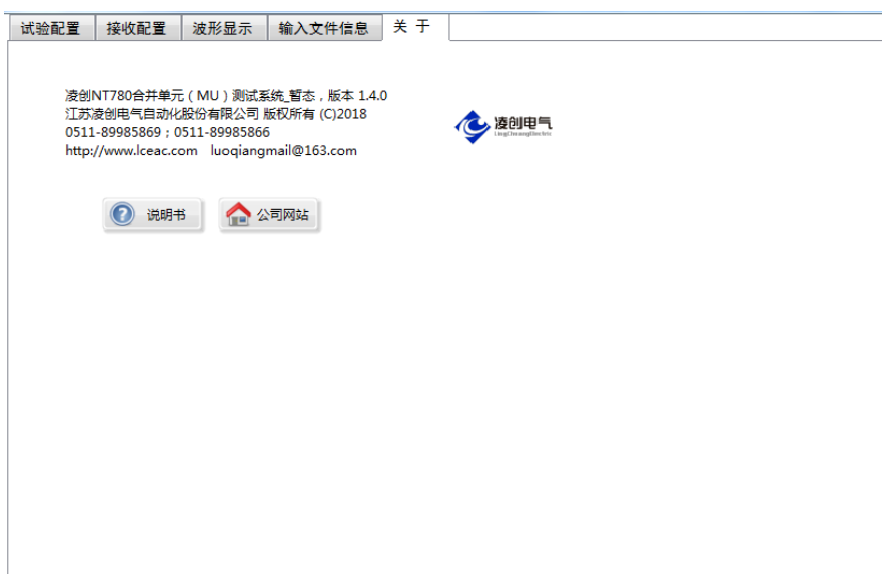 试验配置 接收配置 波形显示 输入文件信息 关 于
凌创NT780合并单元（MU）测试系统_暂态，版本 1.4.0
江苏凌创电气自动化股份有限公司 版权所有 (C)2018
0511-89985869；0511-89985866
http://www.lceac.com luoqiangmail@163.com
凌创电气
LingChuangElectric
说明书 公司网站